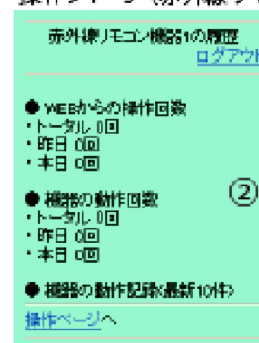 赤外線リモコン機器1の履歴
ログアウト
● WEBからの操作回数
・トータル 0回
・昨日 0回
・本日 0回
● 機器の動作回数
・トータル 0回
・昨日 0回
・本日 0回
②
● 機器の動作記録(最新10件)
操作ページへ